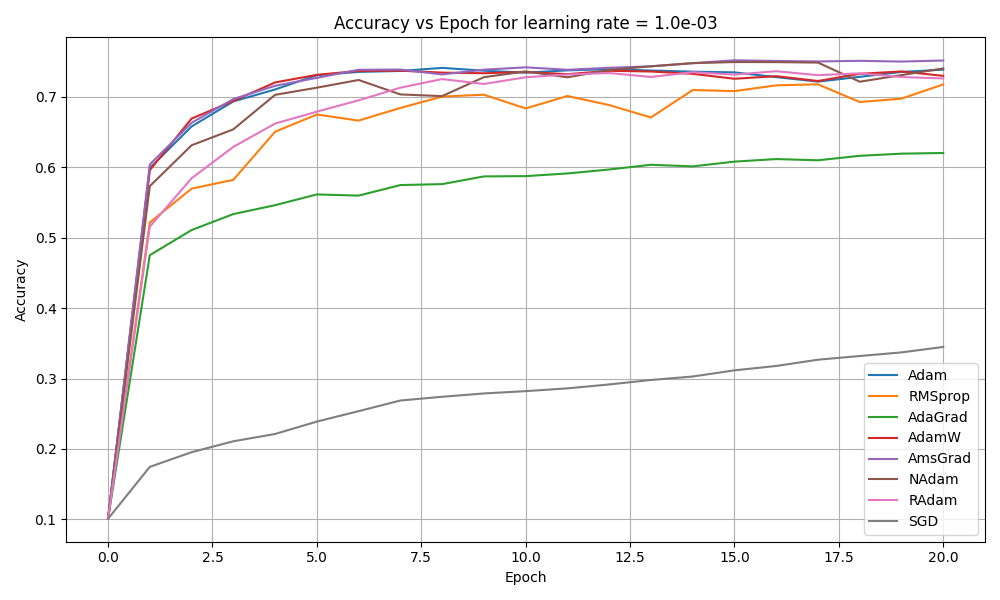 Accuracy vs Epoch for learning rate = 1.0e-03
Accuracy
0.7
0.6
0.5
0.4
0.3
0.2
0.1
Adam
RMSprop
AdaGrad
AdamW
AmsGrad
NAdam
RAdam
SGD
0.0 2.5 5.0 7.5 10.0 12.5 15.0 17.5 20.0
Epoch